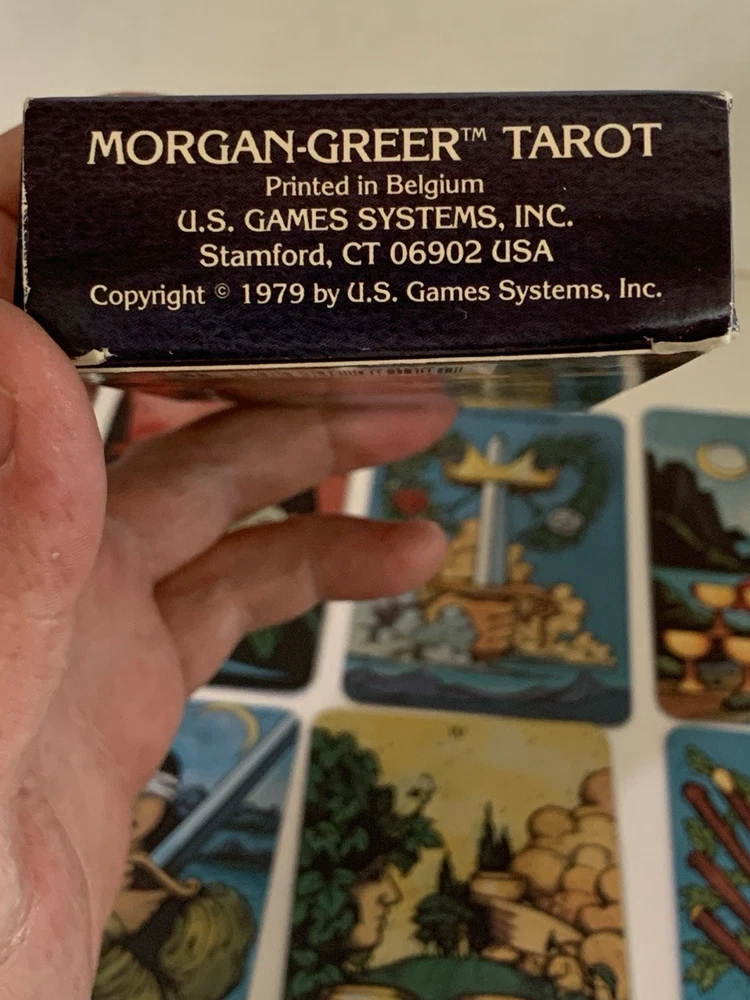 MORGAN-GREER™ TAROT
Printed in Belgium
U.S. GAMES SYSTEMS, INC.
Stamford, CT 06902 USA
Copyright © 1979 by U.S. Games Systems, Inc.